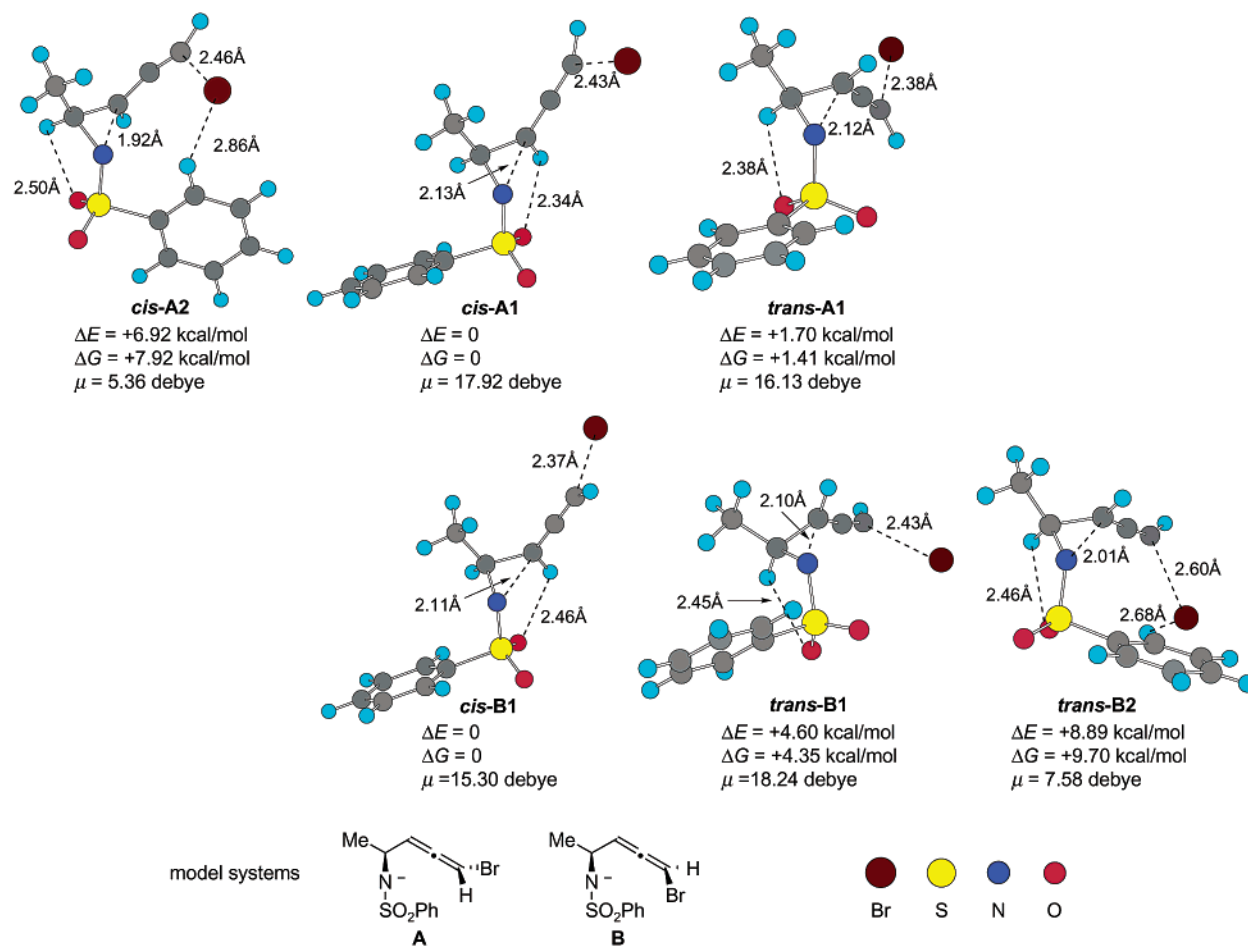 2.46Å
2.86Å
1.92Å
2.50Å
cis-A2
ΔE = +6.92 kcal/mol
ΔG = +7.92 kcal/mol
μ = 5.36 debye
2.43Å
2.13Å
2.34Å
cis-A1
ΔE = 0
ΔG = 0
μ = 17.92 debye
2.38Å
2.12Å
2.38Å
trans-A1
ΔE = +1.70 kcal/mol
ΔG = +1.41 kcal/mol
μ = 16.13 debye
2.37Å
2.11Å
2.46Å
cis-B1
ΔE = 0
ΔG = 0
μ =15.30 debye
2.10Å
2.43Å
2.45Å
trans-B1
ΔE = +4.60 kcal/mol
ΔG = +4.35 kcal/mol
μ =18.24 debye
2.01Å
2.60Å
2.46Å
2.68Å
trans-B2
ΔE = +8.89 kcal/mol
ΔG = +9.70 kcal/mol
μ = 7.58 debye
model systems
Me
Br
H
N −
SO2Ph
A
Me
H
Br
N −
SO2Ph
B
Br S N O